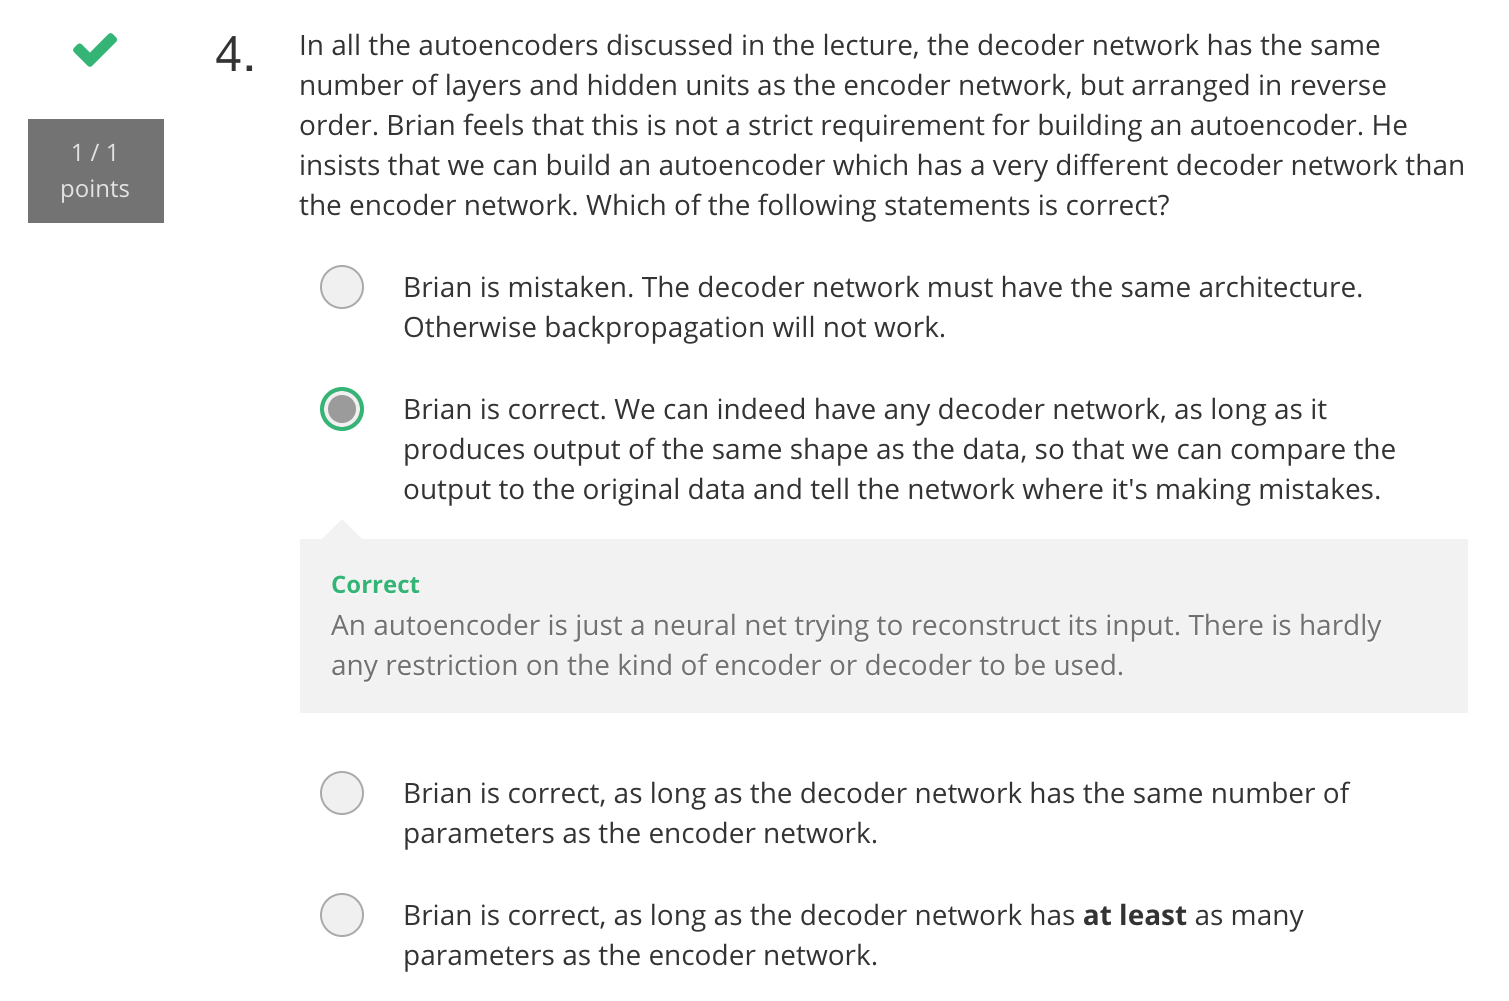 4.
In all the autoencoders discussed in the lecture, the decoder network has the same
number of layers and hidden units as the encoder network, but arranged in reverse
order. Brian feels that this is not a strict requirement for building an autoencoder. He
insists that we can build an autoencoder which has a very different decoder network than
the encoder network. Which of the following statements is correct?
1 / 1
points
Brian is mistaken. The decoder network must have the same architecture.
Otherwise backpropagation will not work.
Brian is correct. We can indeed have any decoder network, as long as it
produces output of the same shape as the data, so that we can compare the
output to the original data and tell the network where it's making mistakes.
Correct
An autoencoder is just a neural net trying to reconstruct its input. There is hardly
any restriction on the kind of encoder or decoder to be used.
Brian is correct, as long as the decoder network has the same number of
parameters as the encoder network.
Brian is correct, as long as the decoder network has at least as many
parameters as the encoder network.